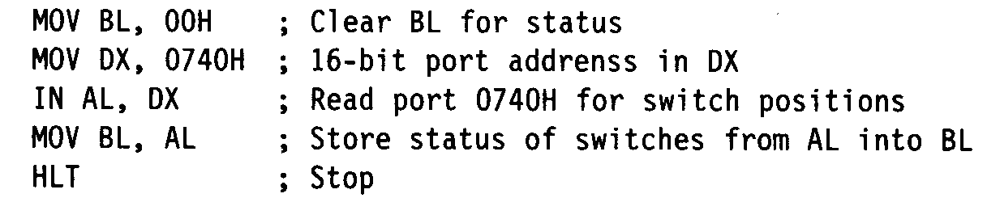 MOV BL, 00H ; Clear BL for status
MOV DX, 0740H ; 16-bit port addrenss in DX
IN AL, DX ; Read port 0740H for switch positions
MOV BL, AL ; Store status of switches from AL into BL
HLT ; Stop